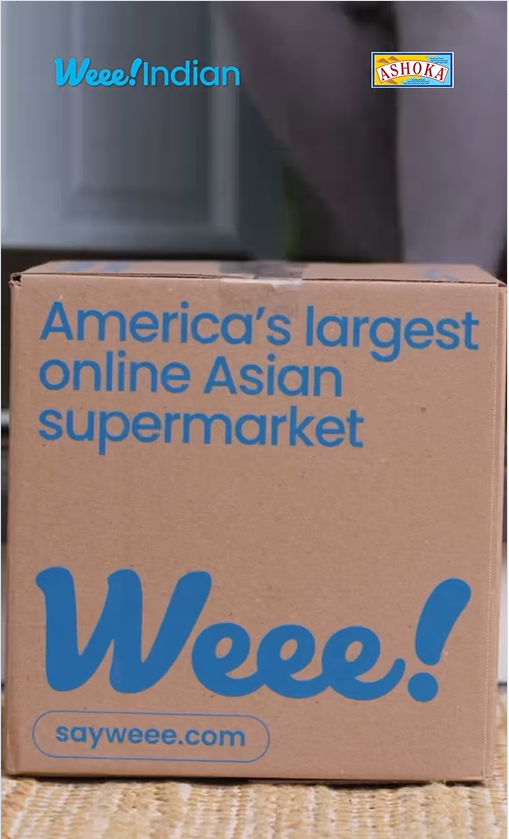 Weee!Indian
ASHOKA
America's largest
online Asian
supermarket
Weee!
sayweee.com